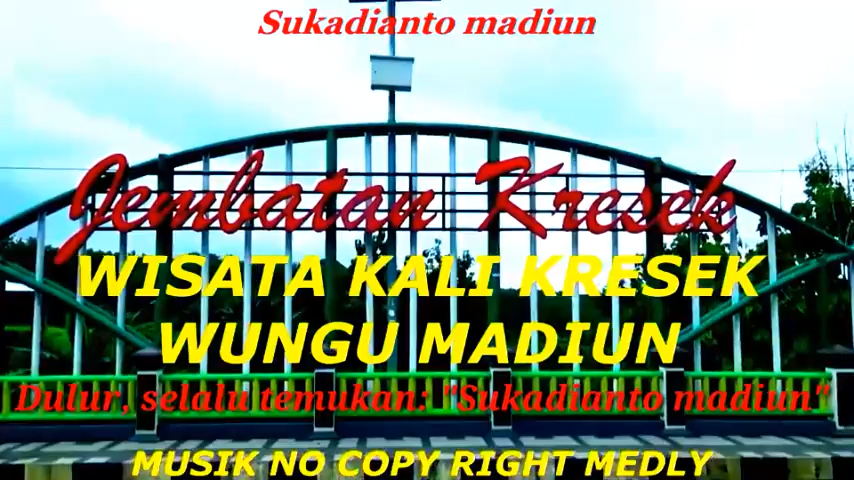 Sukadianto madiun
Jembatan Kresek
WISATA KALI KRESEK
WUNGU MADIUN
Dulur, selalu temukan: "Sukadianto madiun"
MUSIK NO COPY RIGHT MEDLY